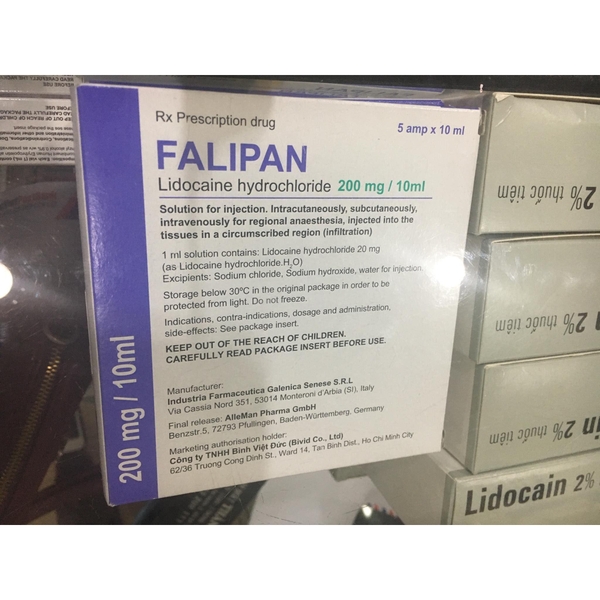 Rx Prescription drug
5 amp x 10 ml
FALIPAN
Lidocaine hydrochloride 200 mg / 10ml
Solution for injection. Intracutaneously, subcutaneously,
intravenously for regional anaesthesia, injected into the
tissues in a circumscribed region (infiltration)
1 ml solution contains: Lidocaine hydrochloride 20 mg
(as Lidocaine hydrochloride.H₂O)
Excipients: Sodium chloride, Sodium hydroxide, water for injection
Storage below 30ºC in the original package in order to be
protected from light. Do not freeze.
Indications, contra-indications, dosage and administration,
side-effects: See package insert.
KEEP OUT OF THE REACH OF CHILDREN.
CAREFULLY READ PACKAGE INSERT BEFORE USE.
Manufacturer:
Industria Farmaceutica Galenica Senese S.R.L
Via Cassia Nord 351, 53014 Monteroni d'Arbia (SI), Italy
Final release: AlleMan Pharma GmbH
Benzstr.5, 72793 Pfullingen, Baden-Württemberg, Germany
Marketing authorisation holder:
Công ty TNHH Bình Việt Đức (Bivid Co., Ltd)
62/36 Truong Cong Dinh St., Ward 14, Tan Binh Dist., Ho Chi Minh City
200 mg / 10ml
2% thuốc tiêm
2% thuốc tiêm
in 2% thuốc tiêm
Lidocain 2%